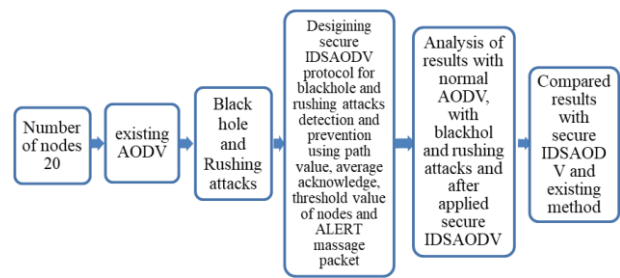 Number
of nodes
20
existing
AODV
Black
hole
and
Rushing
attacks
Desigining
secure
IDSAODV
protocol for
blackhole and
rushing attacks
detection and
prevention
using path
value, average
acknowledge,
threshold value
of nodes and
ALERT
massage
packet
Analysis of
results with
normal
AODV,
with
blackhol
and rushing
attacks and
after
applied
secure
IDSAODV
Compared
results
with
secure
IDSAOD
V and
existing
method